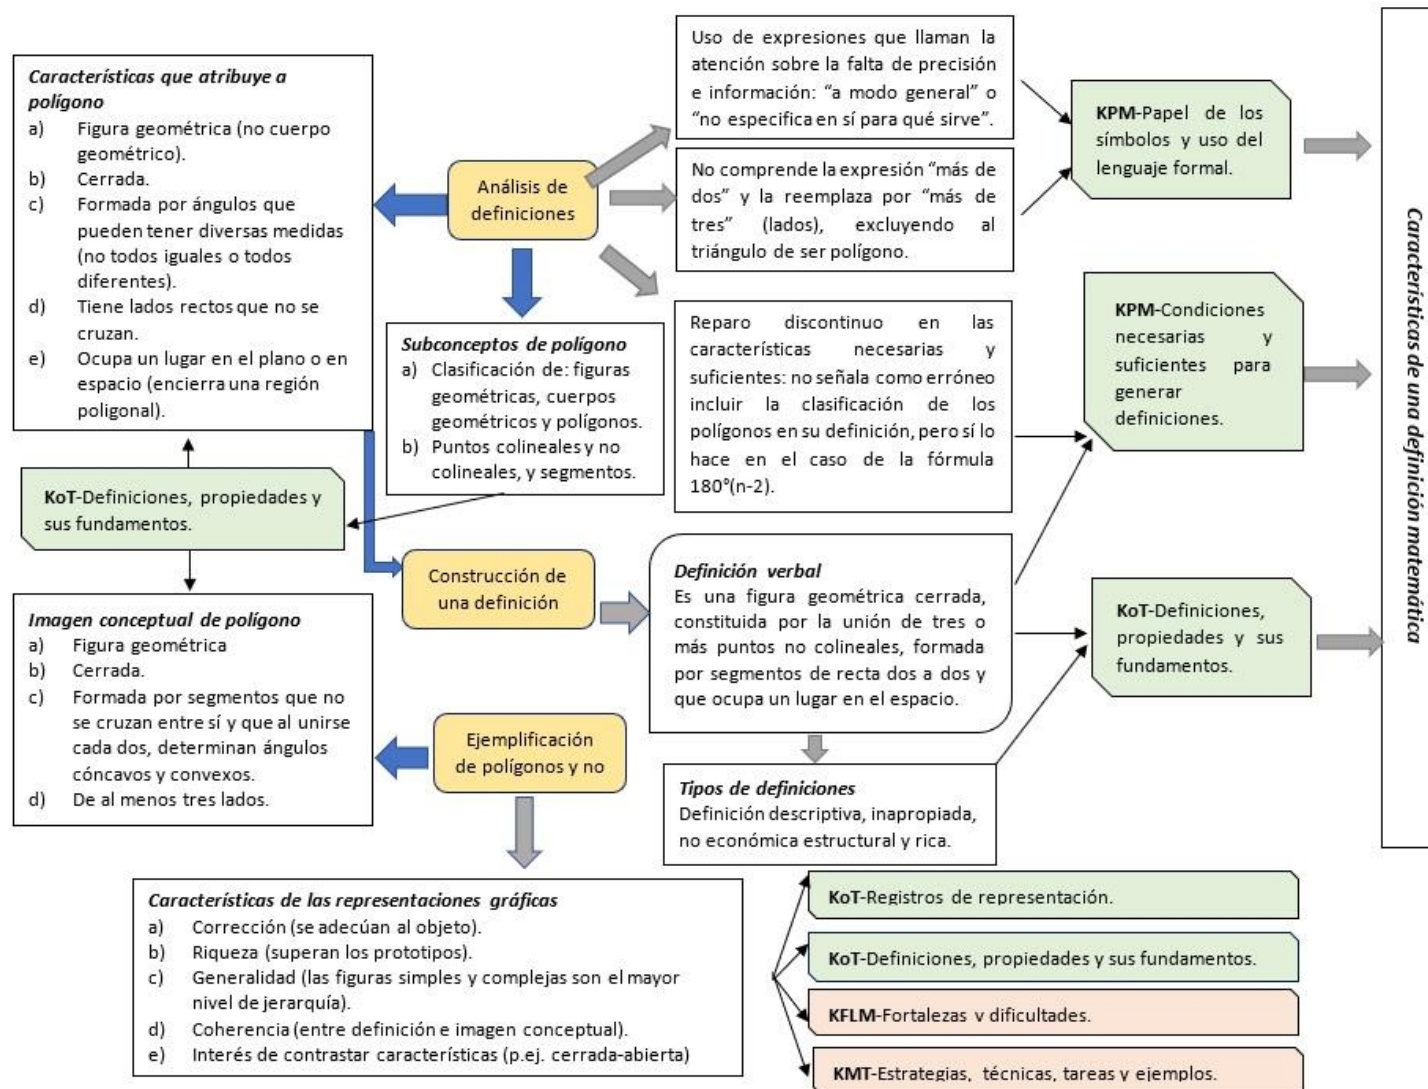 Características que atribuye a
polígono
a) Figura geométrica (no cuerpo
geométrico).
b) Cerrada.
c) Formada por ángulos que
pueden tener diversas medidas
(no todos iguales o todos
diferentes).
d) Tiene lados rectos que no se
cruzan.
e) Ocupa un lugar en el plano o en
espacio (encierra una región
poligonal).
Análisis de
definiciones
Uso de expresiones que llaman la
atención sobre la falta de precisión
e información: “a modo general” o
“no especifica en sí para qué sirve”.
No comprende la expresión “más de
dos” y la reemplaza por “más de
tres” (lados), excluyendo al
triángulo de ser polígono.
Reparo discontinuo en las
características necesarias y
suficientes: no señala como erróneo
incluir la clasificación de los
polígonos en su definición, pero sí lo
hace en el caso de la fórmula
180°(n-2).
KPM-Papel de los
símbolos y uso del
lenguaje formal.
KPM-Condiciones
necesarias y
suficientes para
generar
definiciones.
Características de una definición matemática
Subconceptos de polígono
a) Clasificación de: figuras
geométricas, cuerpos
geométricos y polígonos.
b) Puntos colineales y no
colineales, y segmentos.
KoT-Definiciones, propiedades y
sus fundamentos.
Construcción de
una definición
Definición verbal
Es una figura geométrica cerrada,
constituida por la unión de tres o
más puntos no colineales, formada
por segmentos de recta dos a dos y
que ocupa un lugar en el espacio.
KoT-Definiciones,
propiedades y sus
fundamentos.
Imagen conceptual de polígono
a) Figura geométrica
b) Cerrada.
c) Formada por segmentos que no
se cruzan entre sí y que al unirse
cada dos, determinan ángulos
cóncavos y convexos.
d) De al menos tres lados.
Ejemplificación
de polígonos y no
Tipos de definiciones
Definición descriptiva, inapropiada,
no económica estructural y rica.
Características de las representaciones gráficas
a) Corrección (se adecúan al objeto).
b) Riqueza (superan los prototipos).
c) Generalidad (las figuras simples y complejas son el mayor
nivel de jerarquía).
d) Coherencia (entre definición e imagen conceptual).
e) Interés de contrastar características (p.ej. cerrada-abierta)
KoT-Registros de representación.
KoT-Definiciones, propiedades y sus fundamentos.
KFLM-Fortalezas y dificultades.
KMT-Estrategias, técnicas, tareas y ejemplos.